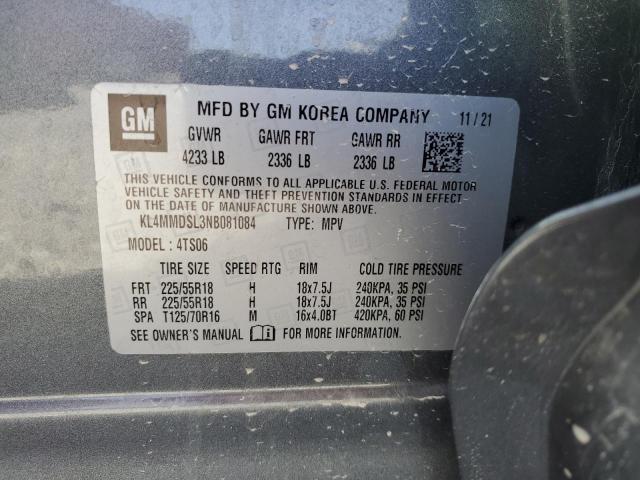 GM
MFD BY GM KOREA COMPANY 11/21
GVWR GAWR FRT GAWR RR
4233 LB 2336 LB 2336 LB
THIS VEHICLE CONFORMS TO ALL APPLICABLE U.S. FEDERAL MOTOR
VEHICLE SAFETY AND THEFT PREVENTION STANDARDS IN EFFECT
ON THE DATE OF MANUFACTURE SHOWN ABOVE.
KL4MMDSL3NB081084 TYPE: MPV
MODEL: 4TS06
TIRE SIZE SPEED RTG RIM COLD TIRE PRESSURE
FRT 225/55R18 H 18x7.5J 240KPA, 35 PSI
RR 225/55R18 H 18x7.5J 240KPA, 35 PSI
SPA T125/70R16 M 16x4.0BT 420KPA, 60 PSI
SEE OWNER'S MANUAL FOR MORE INFORMATION